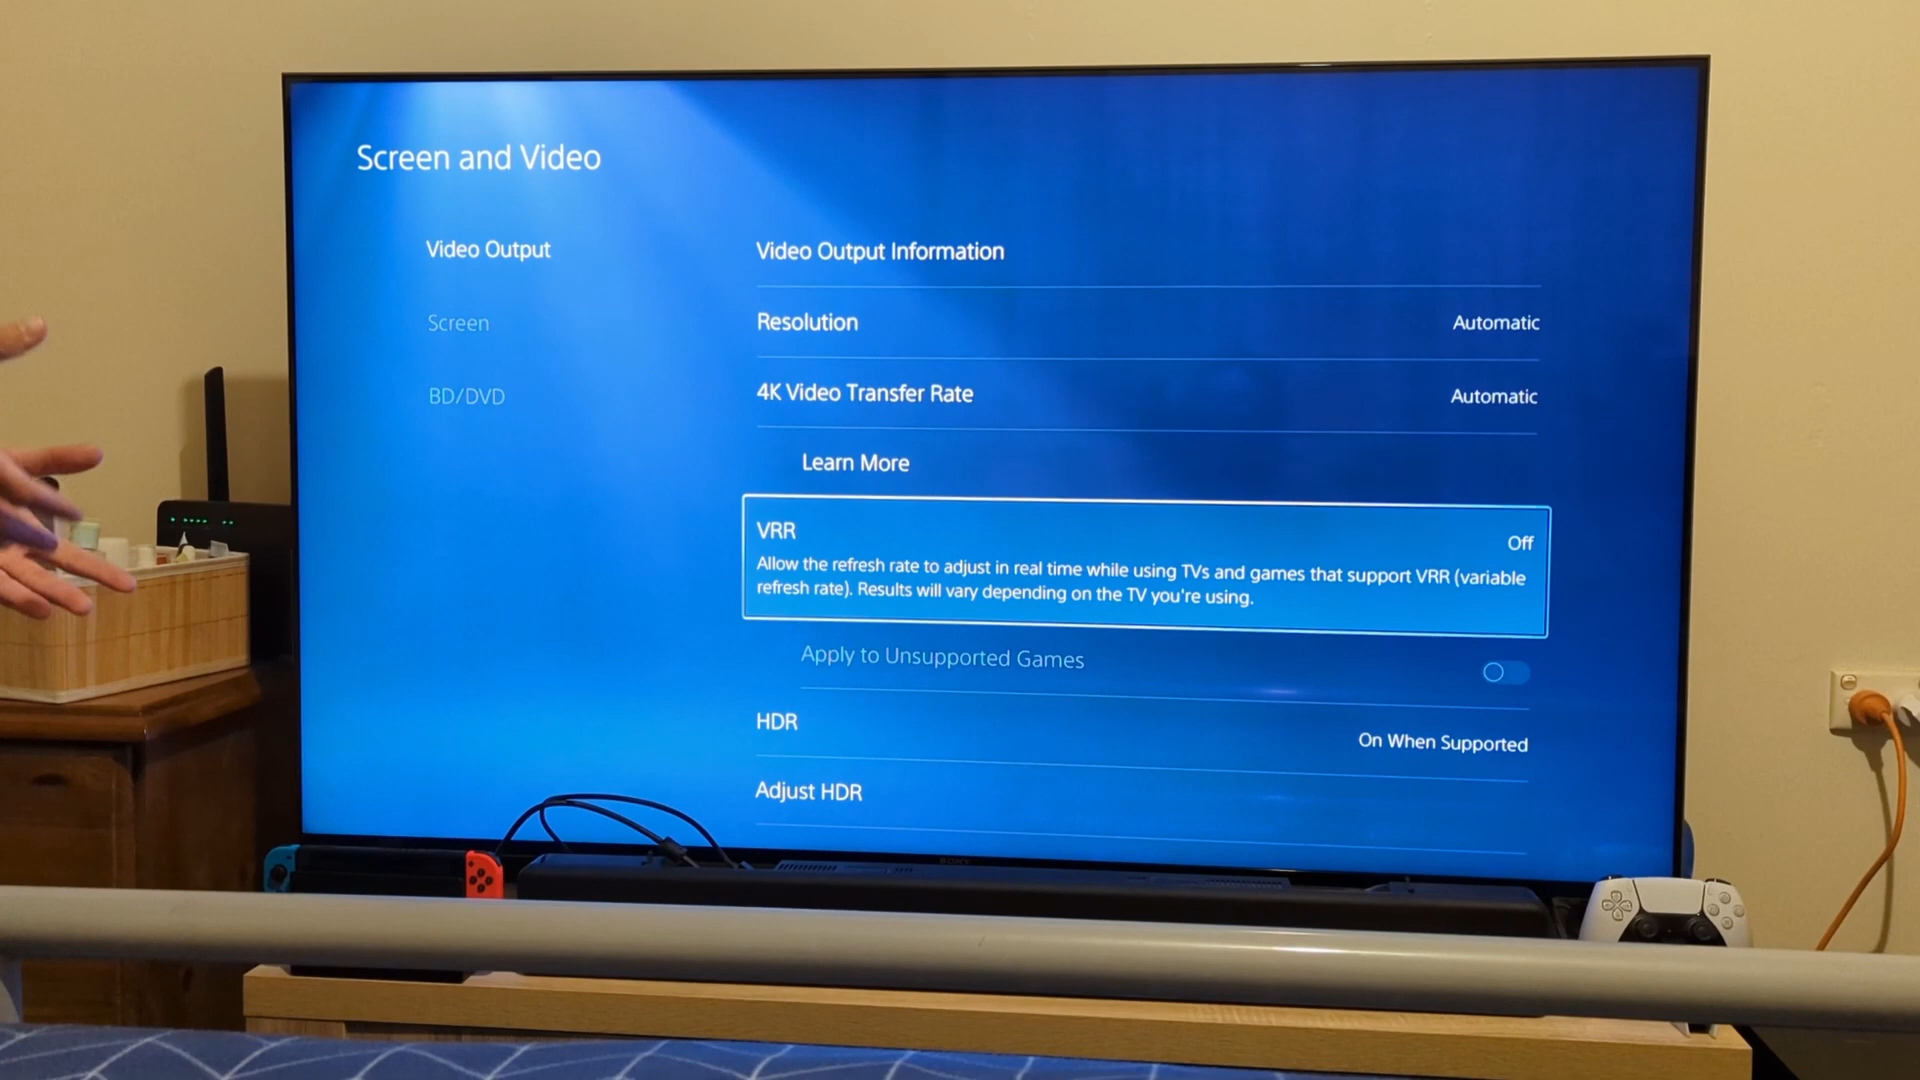 Screen and Video
Video Output
Screen
BD/DVD
Video Output Information
Resolution Automatic
4K Video Transfer Rate Automatic
Learn More
VRR Off
Allow the refresh rate to adjust in real time while using TVs and games that support VRR (variable
refresh rate). Results will vary depending on the TV you're using.
Apply to Unsupported Games
HDR On When Supported
Adjust HDR
SONY